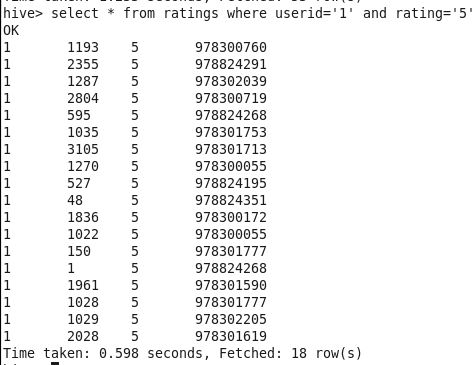 hive> select * from ratings where userid='1' and rating='5'
OK
1 1193 5 978300760
1 2355 5 978824291
1 1287 5 978302039
1 2804 5 978300719
1 595 5 978824268
1 1035 5 978301753
1 3105 5 978301713
1 1270 5 978300055
1 527 5 978824195
1 48 5 978824351
1 1836 5 978300172
1 1022 5 978300055
1 150 5 978301777
1 1 5 978824268
1 1961 5 978301590
1 1028 5 978301777
1 1029 5 978302205
1 2028 5 978301619
Time taken: 0.598 seconds, Fetched: 18 row(s)